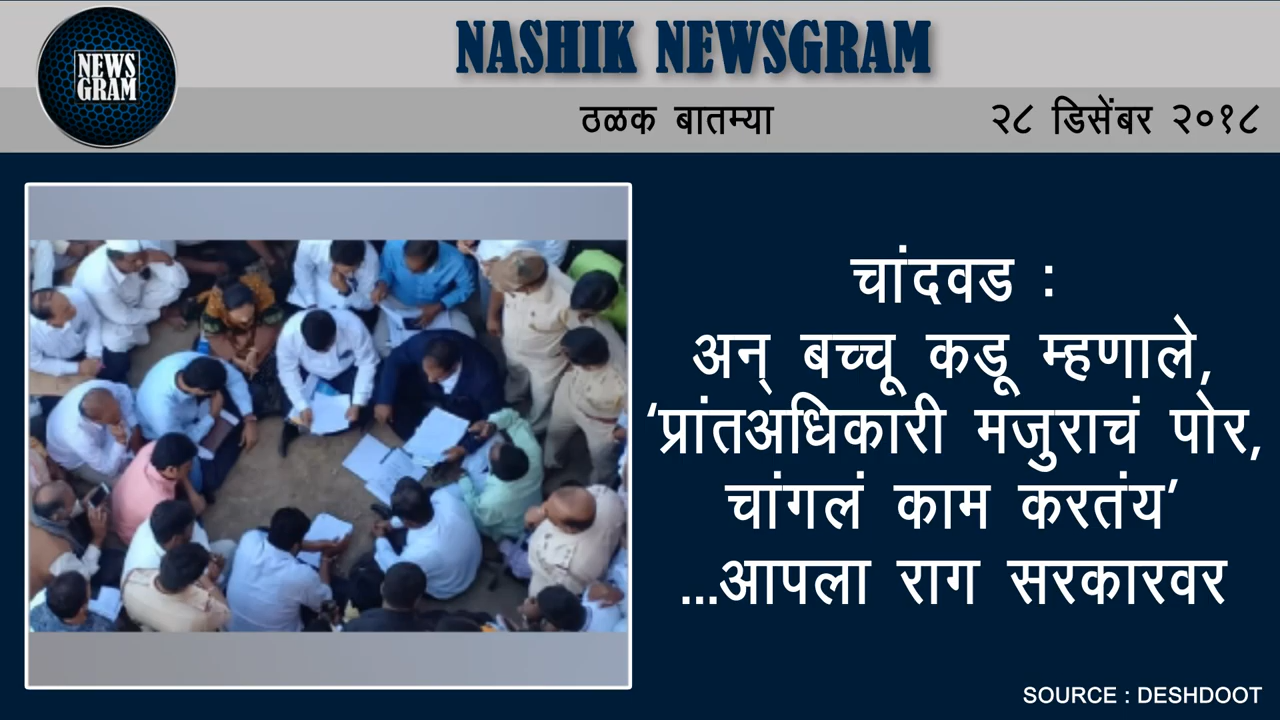 NEWS
GRAM
NASHIK NEWSGRAM
ठळक बातम्या
२८ डिसेंबर २०१८
चांदवड :
अन् बच्चू कडू म्हणाले,
‘प्रांतअधिकारी मजुराचं पोर,
चांगलं काम करतंय’
...आपला राग सरकारवर
SOURCE : DESHDOOT